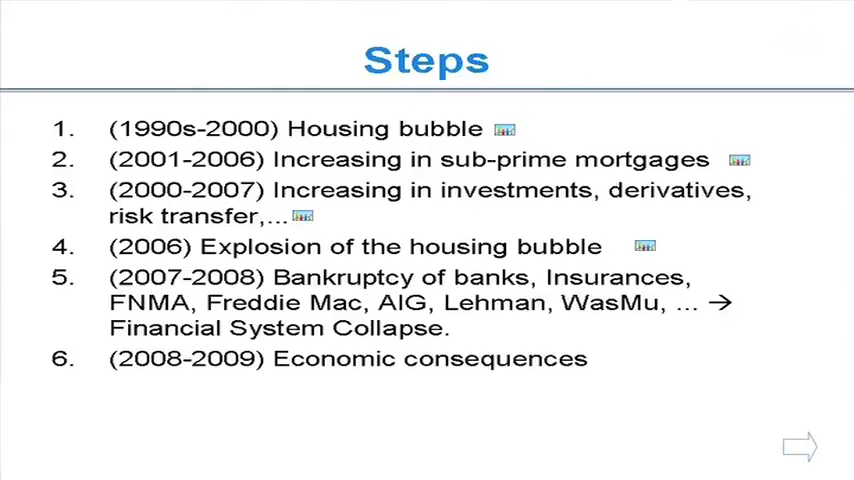 Steps
1. (1990s-2000) Housing bubble
2. (2001-2006) Increasing in sub-prime mortgages
3. (2000-2007) Increasing in investments, derivatives,
risk transfer,...
4. (2006) Explosion of the housing bubble
5. (2007-2008) Bankruptcy of banks, Insurances,
FNMA, Freddie Mac, AIG, Lehman, WasMu, ... →
Financial System Collapse.
6. (2008-2009) Economic consequences